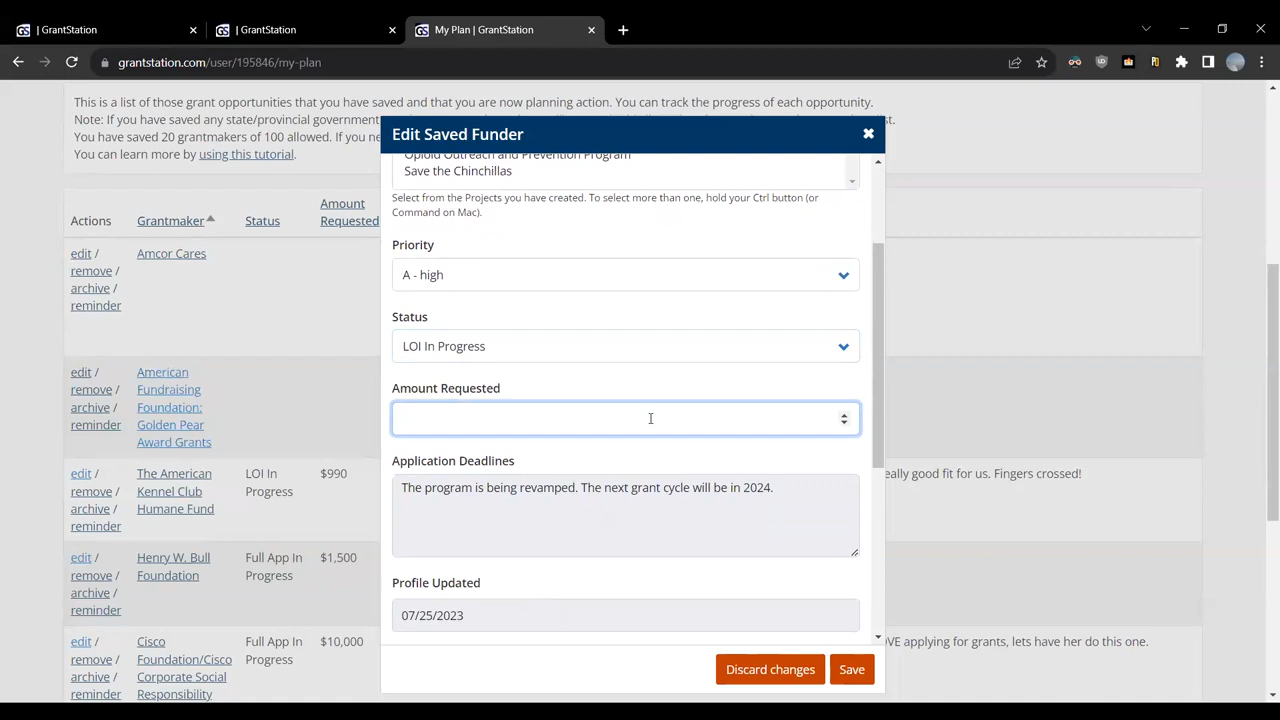 | GrantStation
| GrantStation
My Plan | GrantStation
grantstation.com/user/195846/my-plan
This is a list of those grant opportunities that you have saved and that you are now planning action. You can track the progress of each opportunity.
Note: If you have saved any state/provincial government
list.
You have saved 20 grantmakers of 100 allowed. If you ne
You can learn more by using this tutorial.
Actions
Grantmaker
Status
Amount
Requested
edit /
remove /
archive /
reminder
Amcor Cares
edit /
remove /
archive /
reminder
American
Fundraising
Foundation:
Golden Pear
Award Grants
edit /
remove /
archive /
reminder
The American
Kennel Club
Humane Fund
LOI In
Progress
$990
eally good fit for us. Fingers crossed!
edit /
remove /
archive /
reminder
Henry W. Bull
Foundation
Full App In
Progress
$1,500
edit /
remove /
archive /
reminder
Cisco
Foundation/Cisco
Corporate Social
Responsibility
Full App In
Progress
$10,000
OVE applying for grants, lets have her do this one.
Edit Saved Funder
Opioid Outreach and Prevention Program
Save the Chinchillas
Select from the Projects you have created. To select more than one, hold your Ctrl button (or
Command on Mac).
Priority
A - high
Status
LOI In Progress
Amount Requested
Application Deadlines
The program is being revamped. The next grant cycle will be in 2024.
Profile Updated
07/25/2023
Discard changes
Save